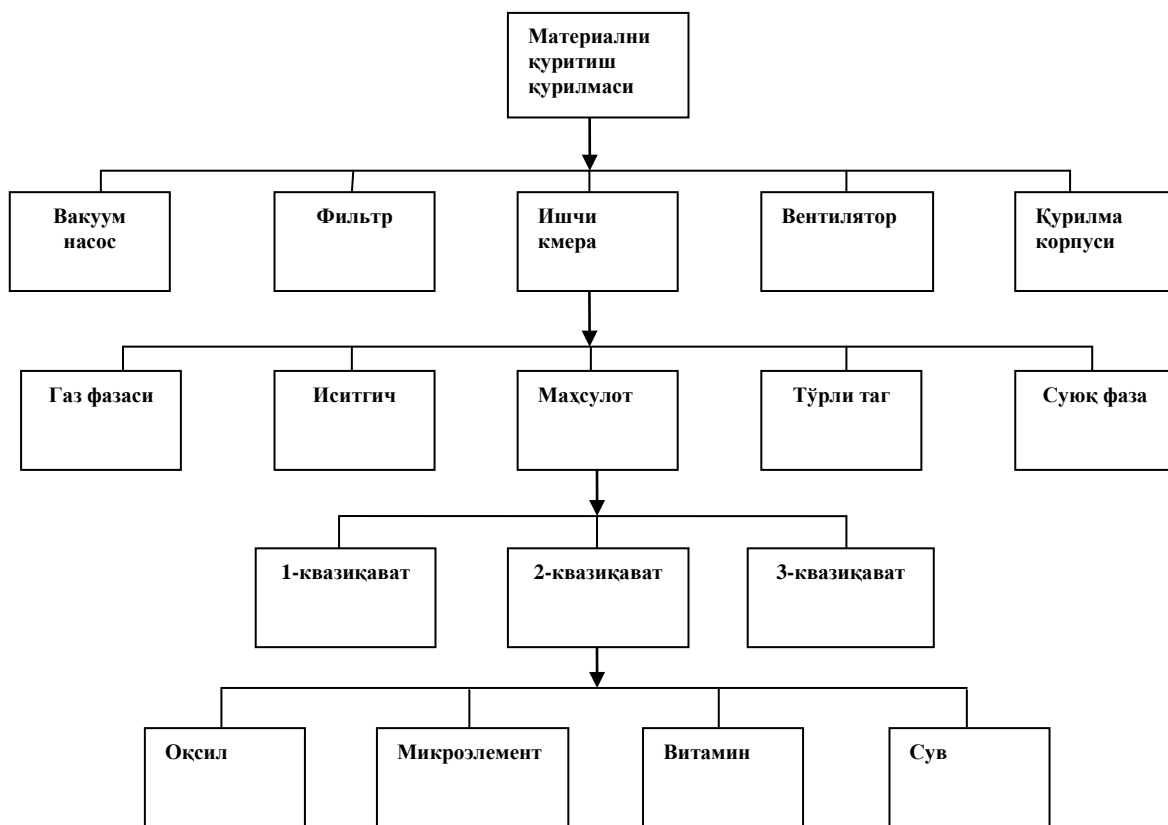 Материални
қуритиш
қурилмаси
Вакуум
насос
Фильтр
Ишчи
кмера
Вентилятор
Қурилма
корпуси
Газ фазаси
Иситгич
Маҳсулот
Тўрли таг
Суюқ фаза
1-квазиқават
2-квазиқават
3-квазиқават
Оқсил
Микроэлемент
Витамин
Сув